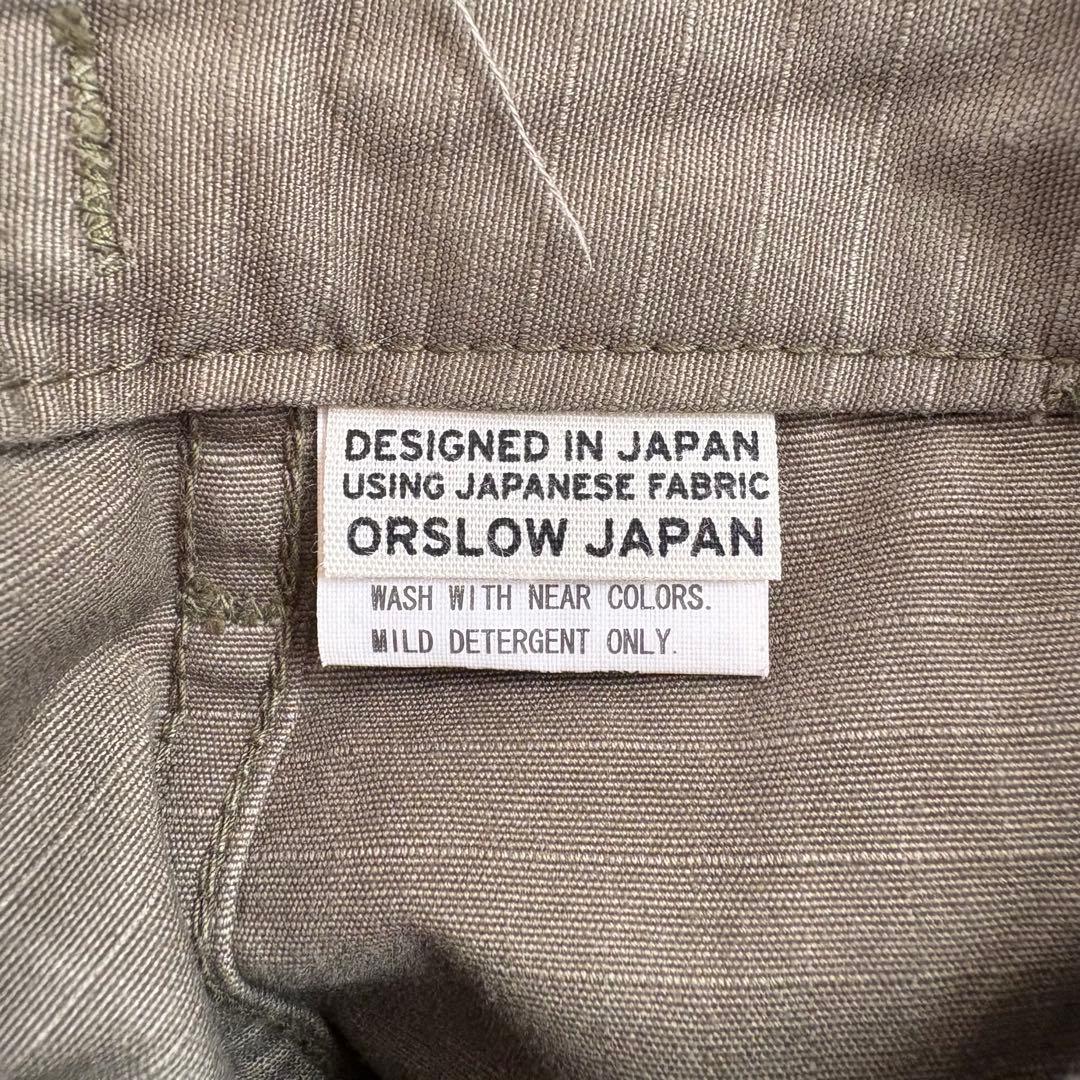 DESIGNED IN JAPAN
USING JAPANESE FABRIC
ORSLOW JAPAN
WASH WITH NEAR COLORS.
MILD DETERGENT ONLY.